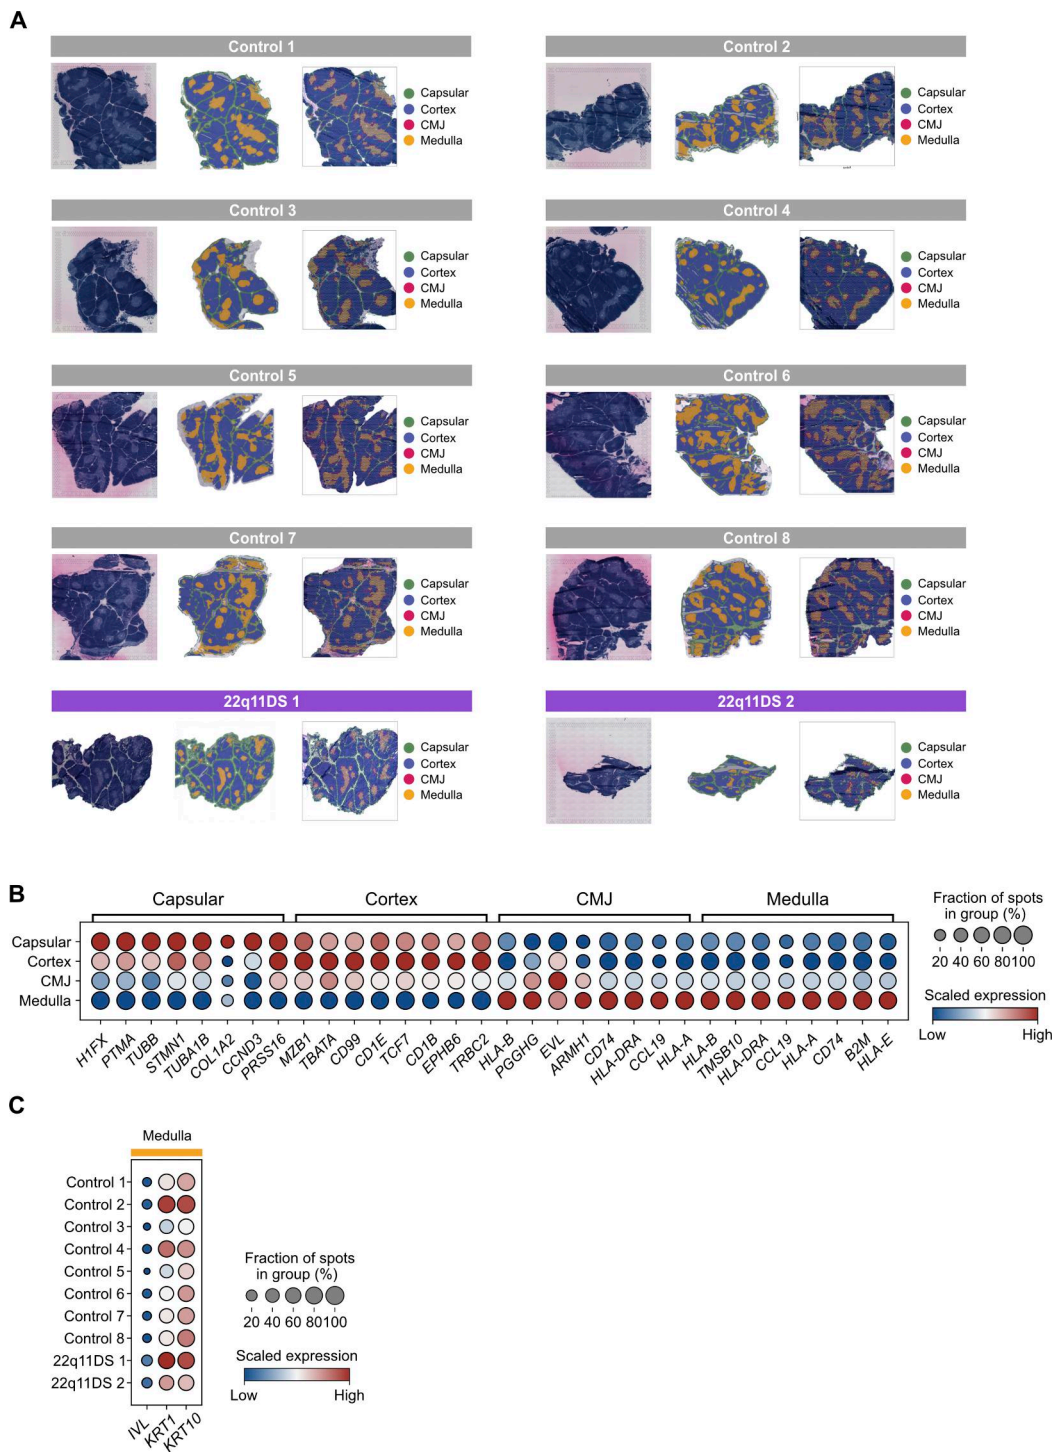 A
Control 1
Control 2
Capsular
Cortex
CMJ
Medulla
Capsular
Cortex
CMJ
Medulla
Control 3
Control 4
Capsular
Cortex
CMJ
Medulla
Capsular
Cortex
CMJ
Medulla
Control 5
Control 6
Capsular
Cortex
CMJ
Medulla
Capsular
Cortex
CMJ
Medulla
Control 7
Control 8
Capsular
Cortex
CMJ
Medulla
Capsular
Cortex
CMJ
Medulla
22q11DS 1
22q11DS 2
Capsular
Cortex
CMJ
Medulla
Capsular
Cortex
CMJ
Medulla
B
Capsular Cortex CMJ Medulla
Capsular
Cortex
CMJ
Medulla
H1FX PTMA TUBB STMN1 TUBA1B COL1A2 CCND3 PRSS16 MZB1 TBATA CD99 CD1E TCF7 CD1B EPHB6 TRBC2 HLA-B PGGHG EVL ARMH1 CD74 HLA-DRA CCL19 HLA-A HLA-B TMSB10 HLA-DRA CCL19 HLA-A CD74 B2M HLA-E
Fraction of spots
in group (%)
20 40 60 80 100
Scaled expression
Low High
C
Medulla
Control 1
Control 2
Control 3
Control 4
Control 5
Control 6
Control 7
Control 8
22q11DS 1
22q11DS 2
IVL KRT1 KRT10
Fraction of spots
in group (%)
20 40 60 80 100
Scaled expression
Low High